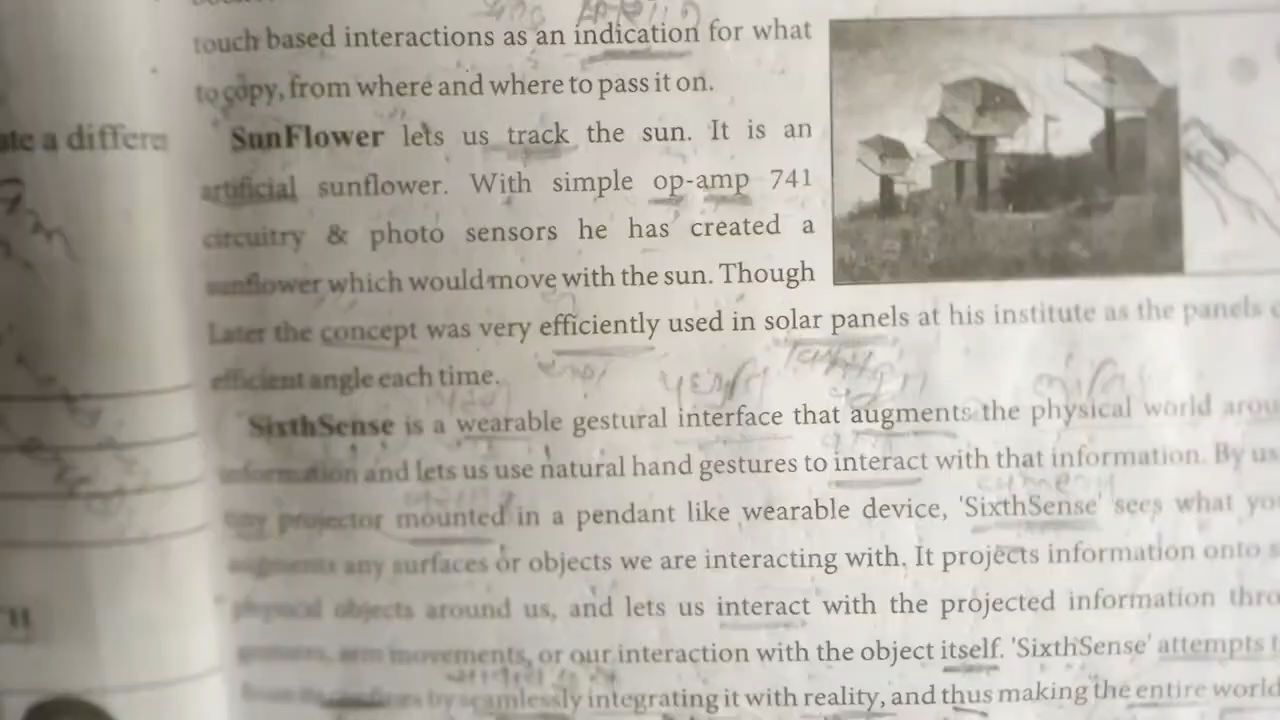 touch based interactions as an indication for what
to copy, from where and where to pass it on.
ate a differe
SunFlower lets us track the sun. It is an
artificial sunflower. With simple op-amp 741
circuitry & photo sensors he has created a
sunflower which would move with the sun. Though
Later the concept was very efficiently used in solar panels at his institute as the panels
efficient angle each time.
SixthSense is a wearable gestural interface that augments the physical world arou
information and lets us use natural hand gestures to interact with that information. By us
tiny projector mounted in a pendant like wearable device, 'SixthSense' sees what yo
augments any surfaces or objects we are interacting with. It projects information onto
physical objects around us, and lets us interact with the projected information thro
gestures, arm movements, or our interaction with the object itself. 'SixthSense' attempts t
by seamlessly integrating it with reality, and thus making the entire world